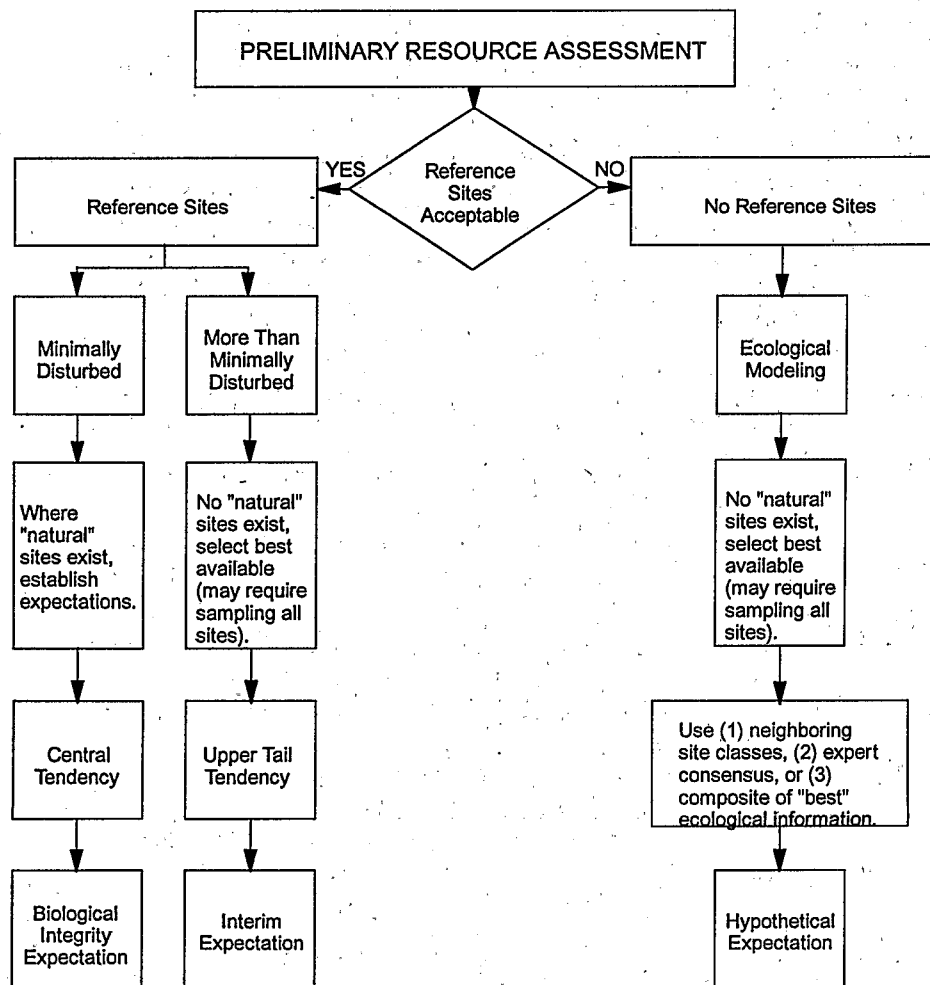 PRELIMINARY RESOURCE ASSESSMENT
YES
Reference
Sites
Acceptable
NO
Reference Sites
No Reference Sites
Minimally
Disturbed
More Than
Minimally
Disturbed
Ecological
Modeling
Where
"natural"
sites exist,
establish
expectations.
No "natural"
sites exist,
select best
available
(may require
sampling all
sites).
No "natural"
sites exist,
select best
available
(may require
sampling all
sites).
Central
Tendency
Upper Tail
Tendency
Use (1) neighboring
site classes, (2) expert
consensus, or (3)
composite of "best"
ecological information.
Biological
Integrity
Expectation
Interim
Expectation
Hypothetical
Expectation